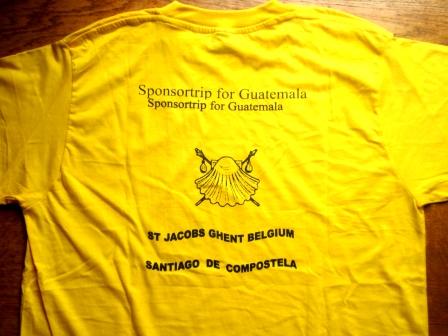 Sponsortrip for Guatemala
Sponsortrip for Guatemala
ST JACOBS GHENT BELGIUM
SANTIAGO DE COMPOSTELA